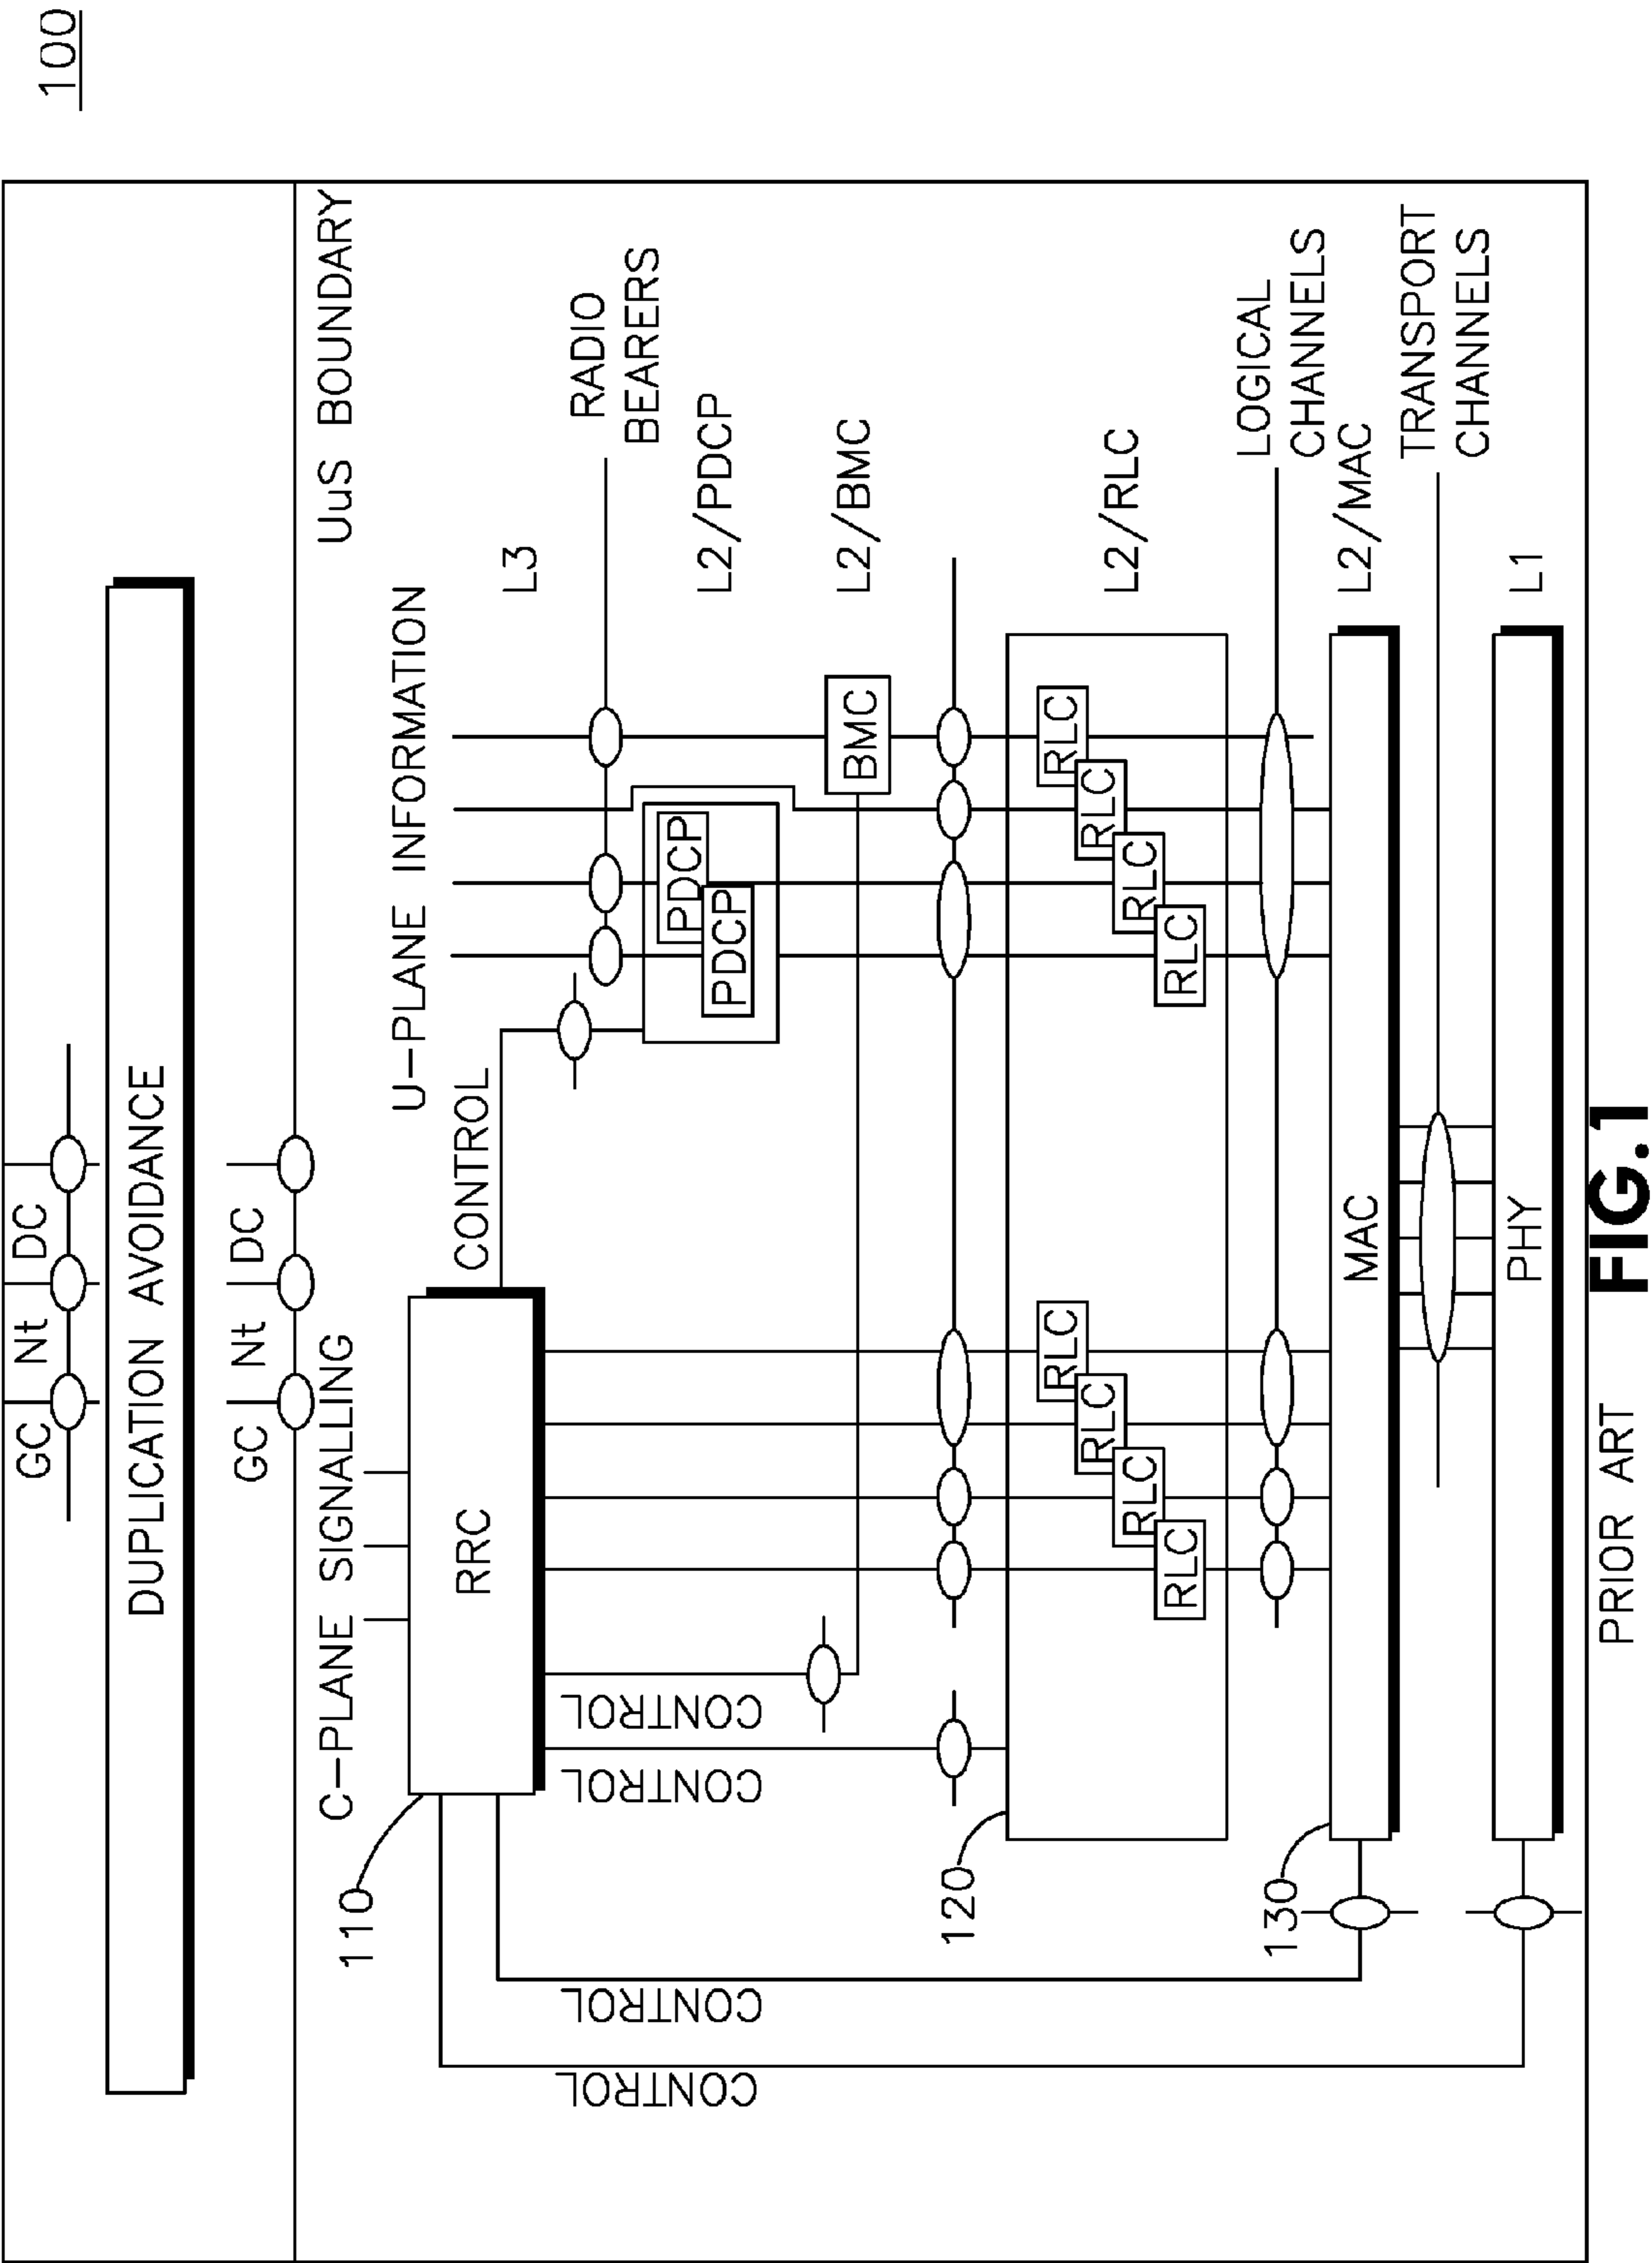 100
GC Nt DC
DUPLICATION AVOIDANCE
GC Nt DC
UuS BOUNDARY
C-PLANE SIGNALLING
U-PLANE INFORMATION
110
RRC
CONTROL
L3
RADIO
BEARERS
CONTROL
CONTROL
CONTROL
CONTROL
PDCP
PDCP
L2/PDCP
BMC
L2/BMC
120
RLC
RLC
RLC
RLC
RLC
RLC
RLC
RLC
L2/RLC
LOGICAL
CHANNELS
130
MAC
L2/MAC
TRANSPORT
CHANNELS
PHY
L1
PRIOR ART
FIG.1